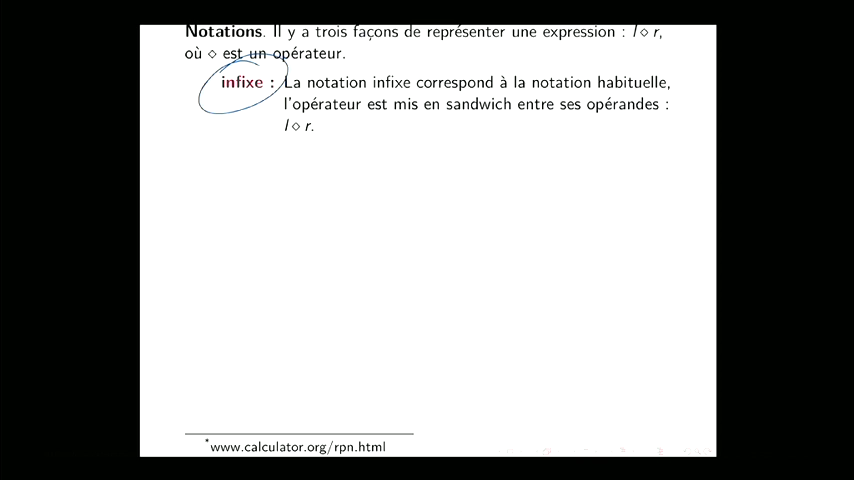 Notations. Il y a trois façons de représenter une expression : l ⋄ r,
où ⋄ est un opérateur.
infixe : La notation infixe correspond à la notation habituelle,
l'opérateur est mis en sandwich entre ses opérandes :
l ⋄ r.
*www.calculator.org/rpn.html